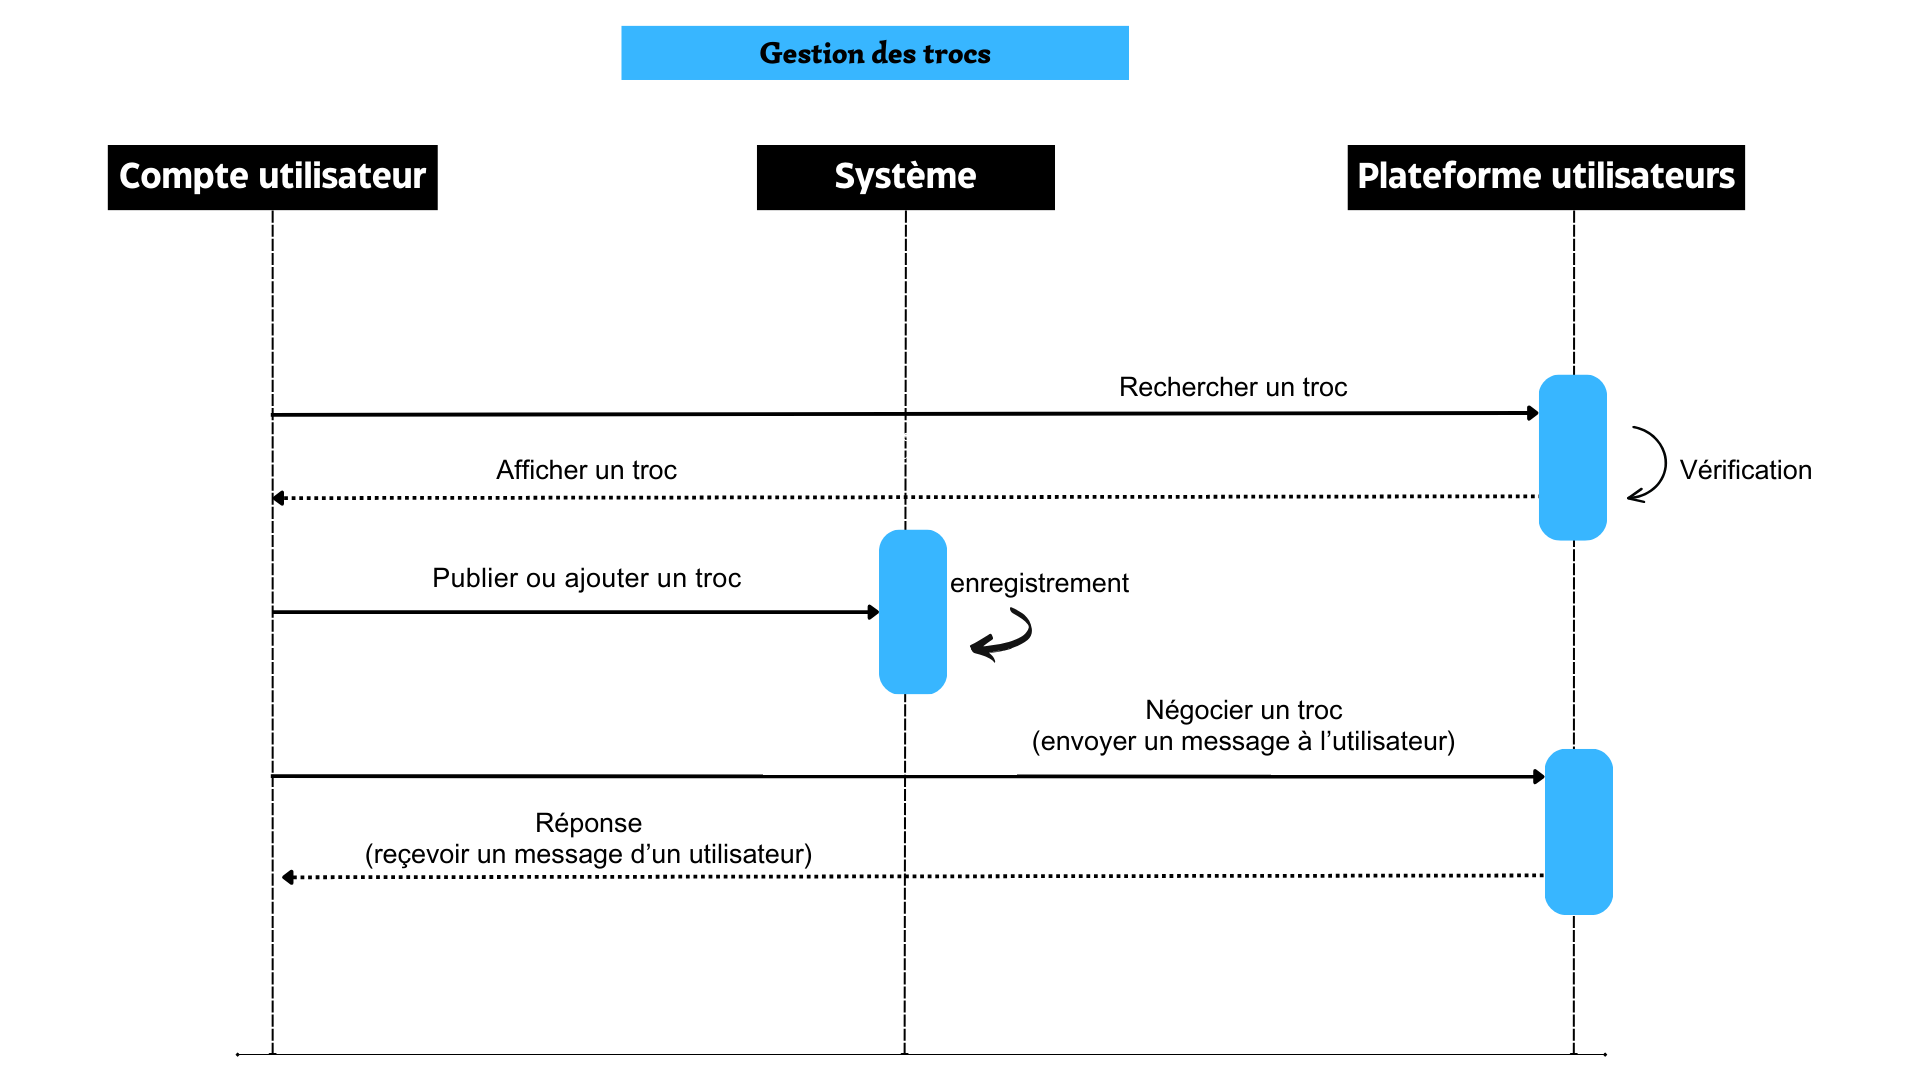 Gestion des trocs
Compte utilisateur
Système
Plateforme utilisateurs
Rechercher un troc
Afficher un troc
Vérification
Publier ou ajouter un troc
enregistrement
Négocier un troc
(envoyer un message à l’utilisateur)
Réponse
(reçevoir un message d’un utilisateur)